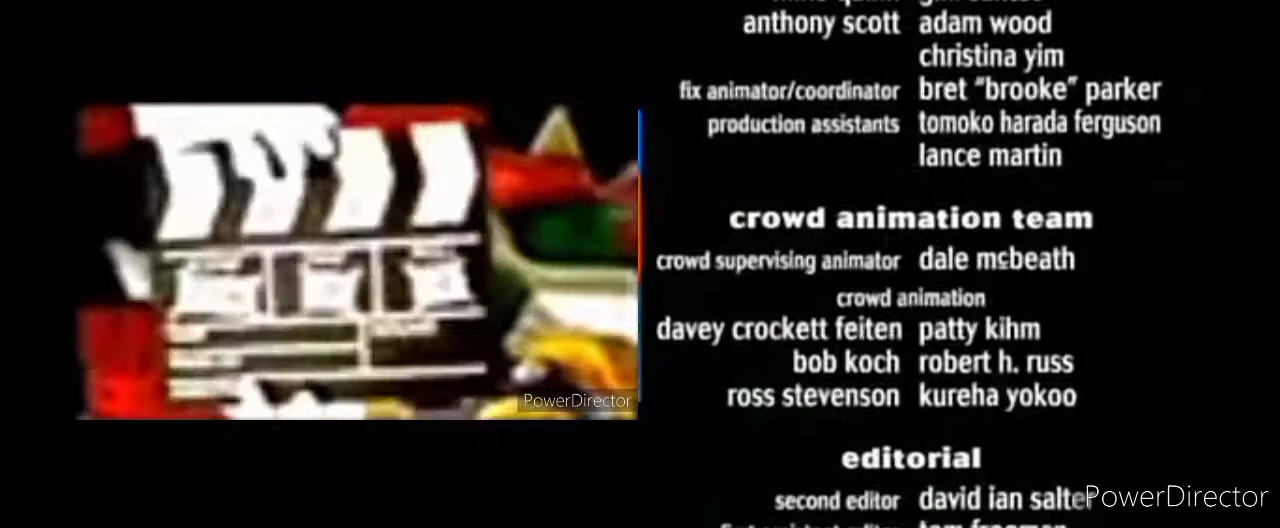 anthony scott adam wood
christina yim
fix animator/coordinator bret "brooke" parker
production assistants tomoko harada ferguson
lance martin
crowd animation team
crowd supervising animator dale mcbeath
crowd animation
davey crockett feiten patty kihm
bob koch robert h. russ
ross stevenson kureha yokoo
editorial
second editor david ian salter
PowerDirector
PowerDirector